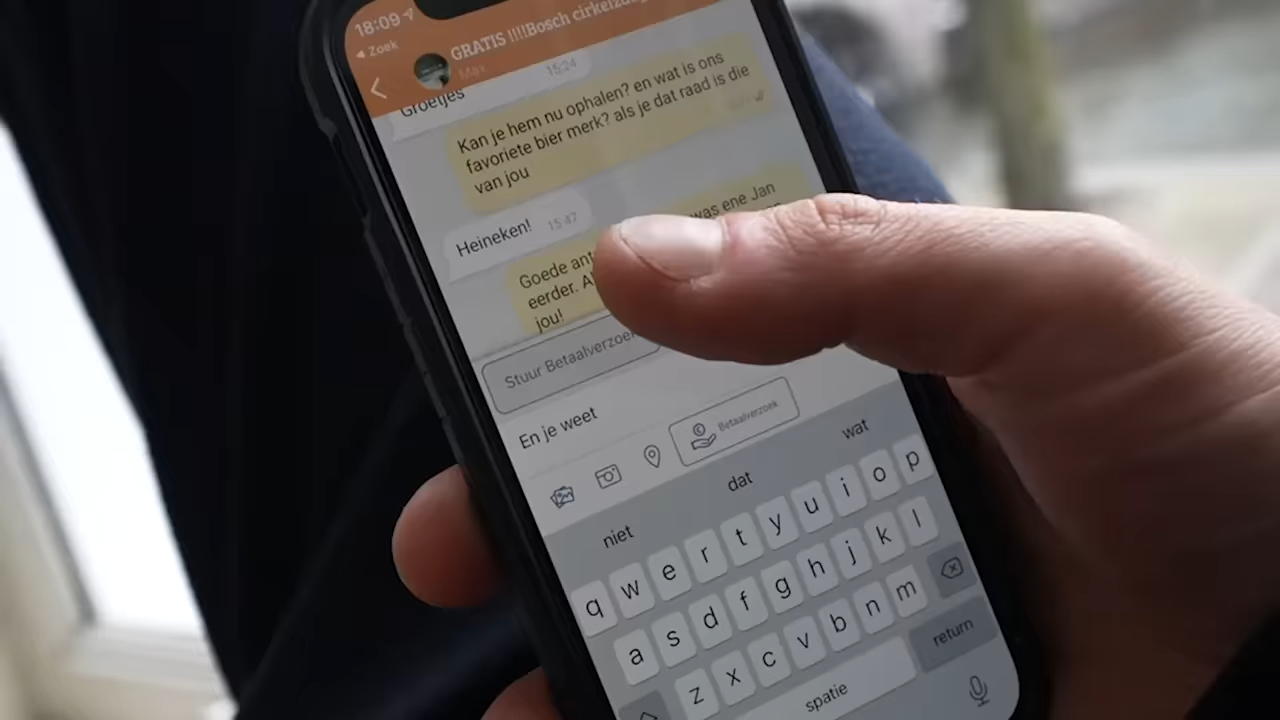 18:09
Zoek
GRATIS !!!!Bosch
Max
Groetjes
15:24
Kan je hem nu ophalen? en wat is ons
favoriete bier merk? als je dat raad is die
van jou
Heineken!
15:47
was ene Jan
Goede
eerder.
jou!
Stuur
En je weet
Betaalverzoek
niet
dat
wat
q w e r t y u i o p
a s d f g h j k l
z x c v b n m
spatie
return